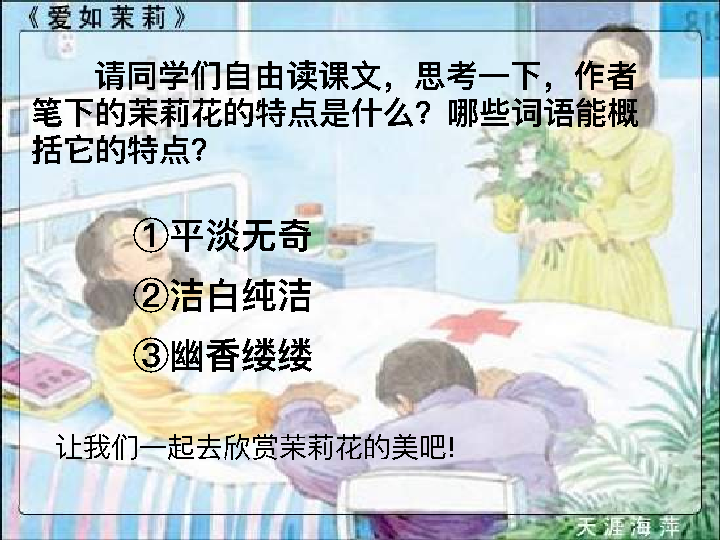 《爱如茉莉》
请同学们自由读课文，思考一下，作者
笔下的茉莉花的特点是什么？哪些词语能概
括它的特点？
①平淡无奇
②洁白纯洁
③幽香缕缕
让我们一起去欣赏茉莉花的美吧!
天涯海萍